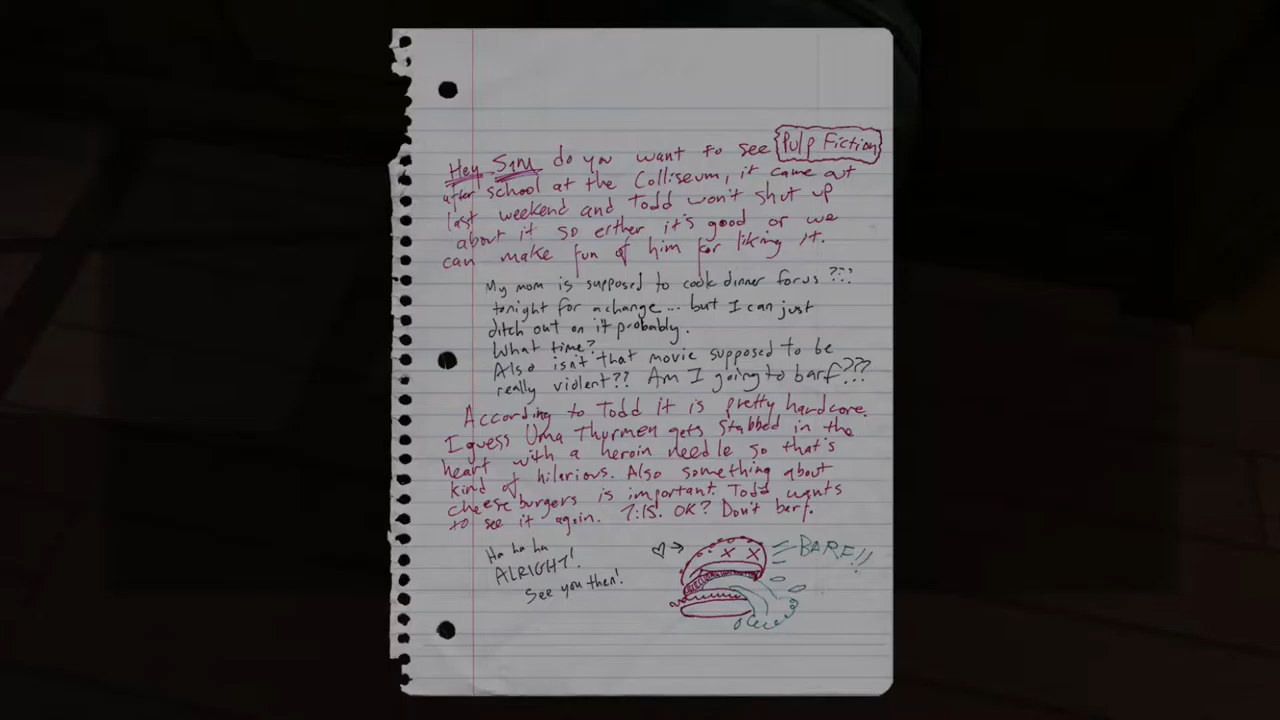 Hey Sam do you want to see Pulp Fiction
after school at the Colliseum, it came out
last weekend and Todd won't shut up
about it so either it's good or we
can make fun of him for liking it.
My mom is supposed to cook dinner for us ???
tonight for a change... but I can just
ditch out on it probably.
What time?
Also isn't that movie supposed to be
really violent?? Am I going to barf???
According to Todd it is pretty hardcore.
I guess Uma Thurmen gets stabbed in the
heart with a heroin needle so that's
kind of hilarious. Also something about
cheeseburgers is important. Todd wants
to see it again. 7:15. OK? Don't barf.
Ha ha ha
ALRIGHT!
See you then!
BARF!!